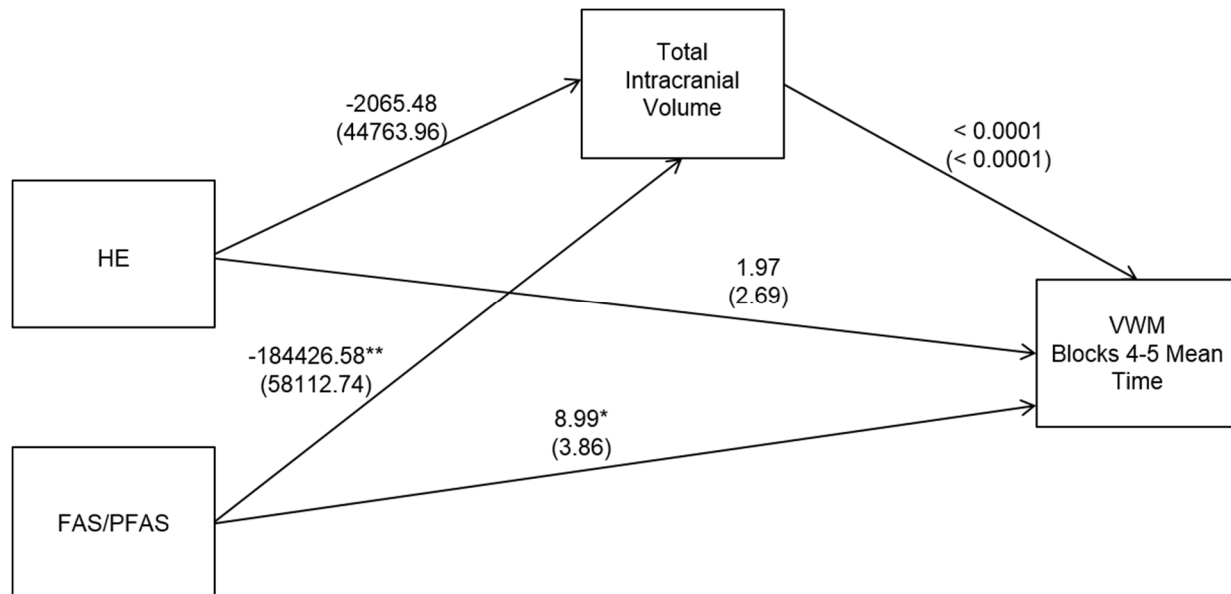 Total
Intracranial
Volume
-2065.48
(44763.96)
< 0.0001
(< 0.0001)
HE
1.97
(2.69)
VWM
Blocks 4-5 Mean
Time
-184426.58**
(58112.74)
8.99*
(3.86)
FAS/PFAS